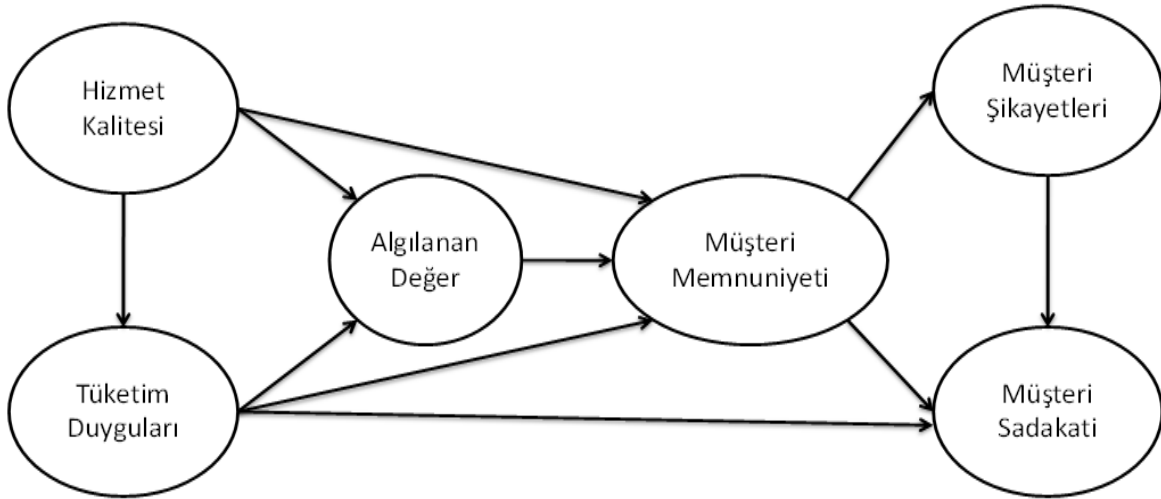 Hizmet
Kalitesi
Müşteri
Şikayetleri
Algılanan
Değer
Müşteri
Memnuniyeti
Tüketim
Duyguları
Müşteri
Sadakati